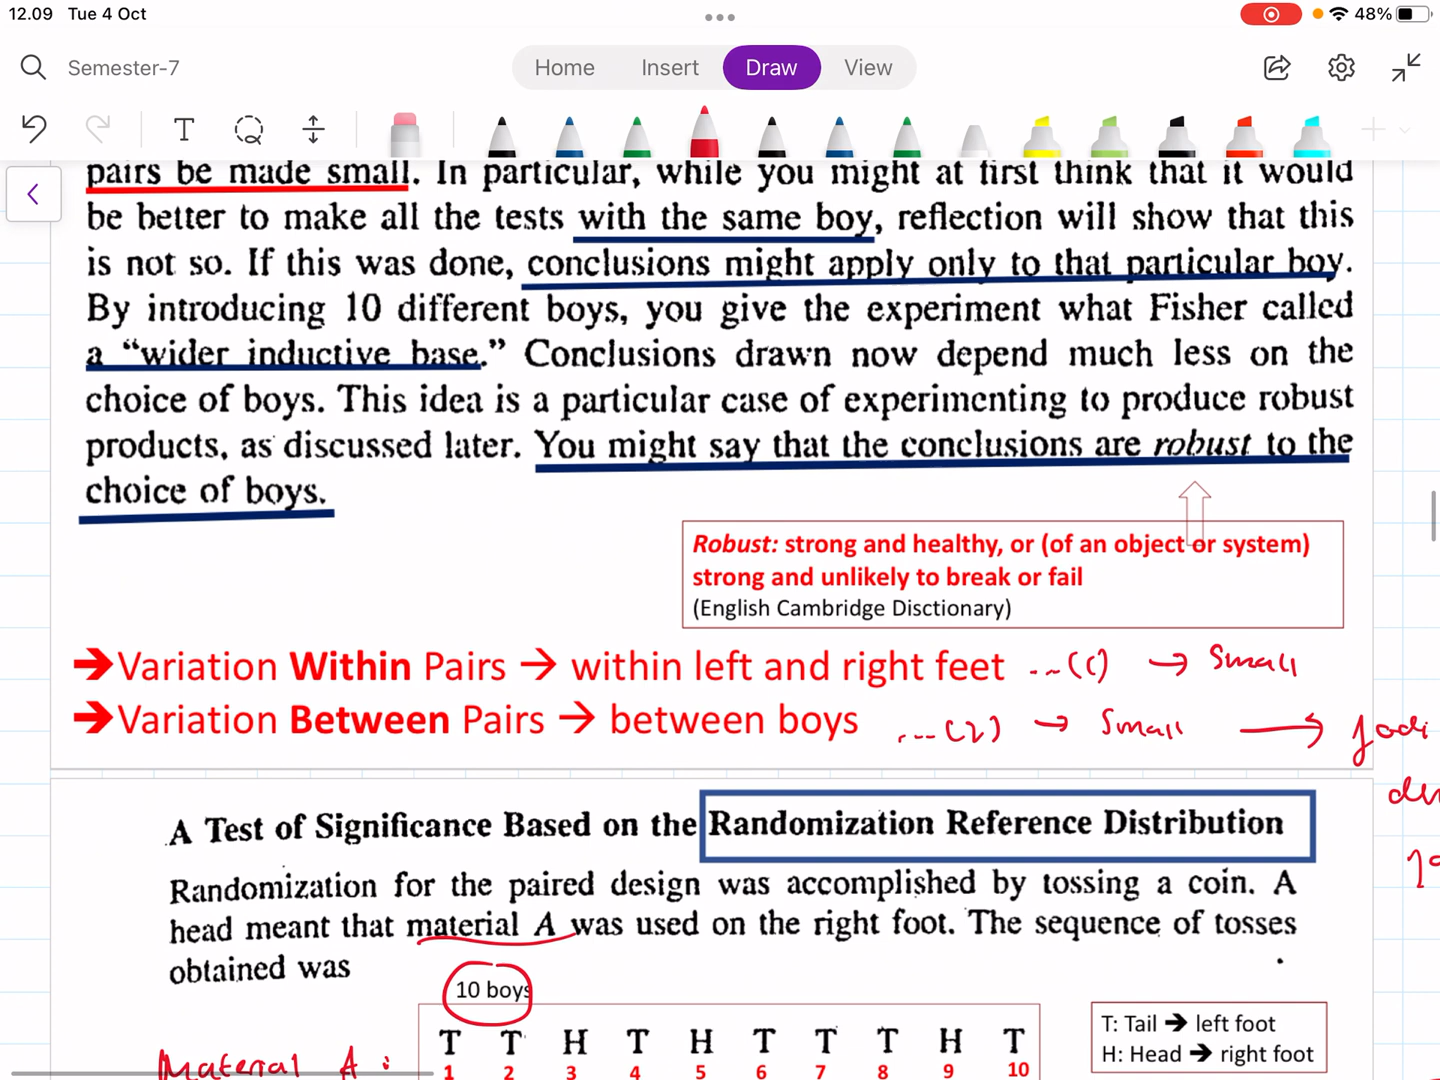 12.09 Tue 4 Oct
48%
Semester-7
Home Insert Draw View
T
pairs be made small. In particular, while you might at first think that it would
be better to make all the tests with the same boy, reflection will show that this
is not so. If this was done, conclusions might apply only to that particular boy.
By introducing 10 different boys, you give the experiment what Fisher called
a “wider inductive base.” Conclusions drawn now depend much less on the
choice of boys. This idea is a particular case of experimenting to produce robust
products, as discussed later. You might say that the conclusions are robust to the
choice of boys.
Robust: strong and healthy, or (of an object or system)
strong and unlikely to break or fail
(English Cambridge Disctionary)
➔Variation Within Pairs → within left and right feet ...(1) → Small
➔Variation Between Pairs → between boys ...(2) → Small → Jadi
A Test of Significance Based on the Randomization Reference Distribution
Randomization for the paired design was accomplished by tossing a coin. A
head meant that material A was used on the right foot. The sequence of tosses
obtained was
10 boys
T T H T H T T T H T
1 2 3 4 5 6 7 8 9 10
Material A :
T: Tail ➔ left foot
H: Head ➔ right foot